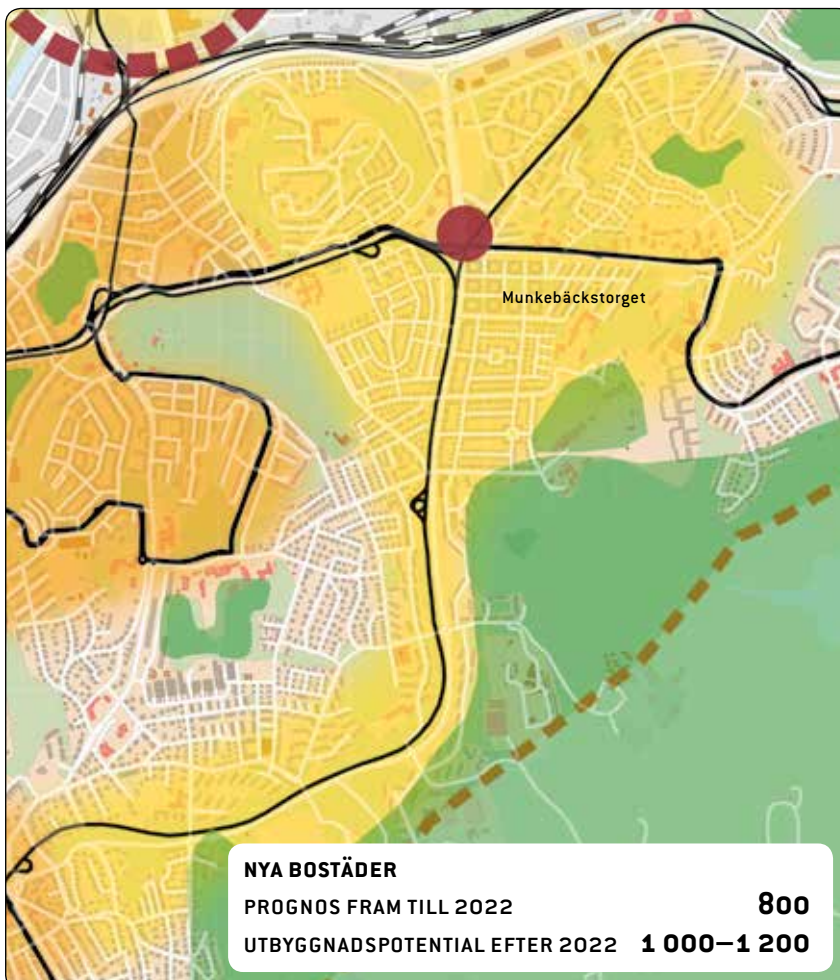 Munkebäckstorget
NYA BOSTÄDER
PROGNOS FRAM TILL 2022 800
UTBYGGNADSPOTENTIAL EFTER 2022 1 000–1 200